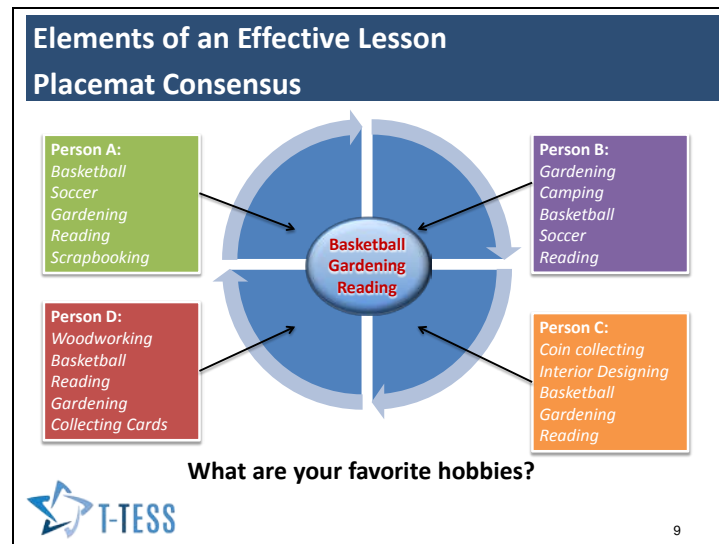 Elements of an Effective Lesson
Placemat Consensus
Person A:
Basketball
Soccer
Gardening
Reading
Scrapbooking
Person B:
Gardening
Camping
Basketball
Soccer
Reading
Basketball
Gardening
Reading
Person D:
Woodworking
Basketball
Reading
Gardening
Collecting Cards
Person C:
Coin collecting
Interior Designing
Basketball
Gardening
Reading
What are your favorite hobbies?
T-TESS
9